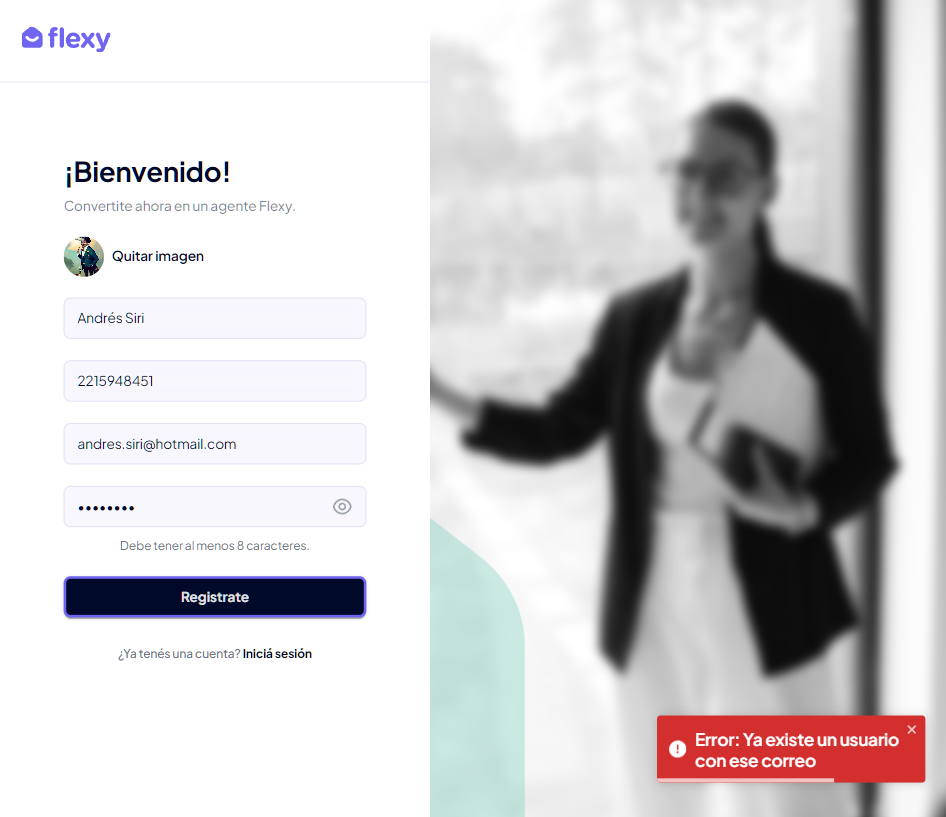 flexy
¡Bienvenido!
Convertite ahora en un agente Flexy.
Quitar imagen
Andrés Siri
2215948451
andres.siri@hotmail.com
••••••••
Debe tener al menos 8 caracteres.
Registrate
¿Ya tenés una cuenta? Iniciá sesión
Error: Ya existe un usuario
con ese correo